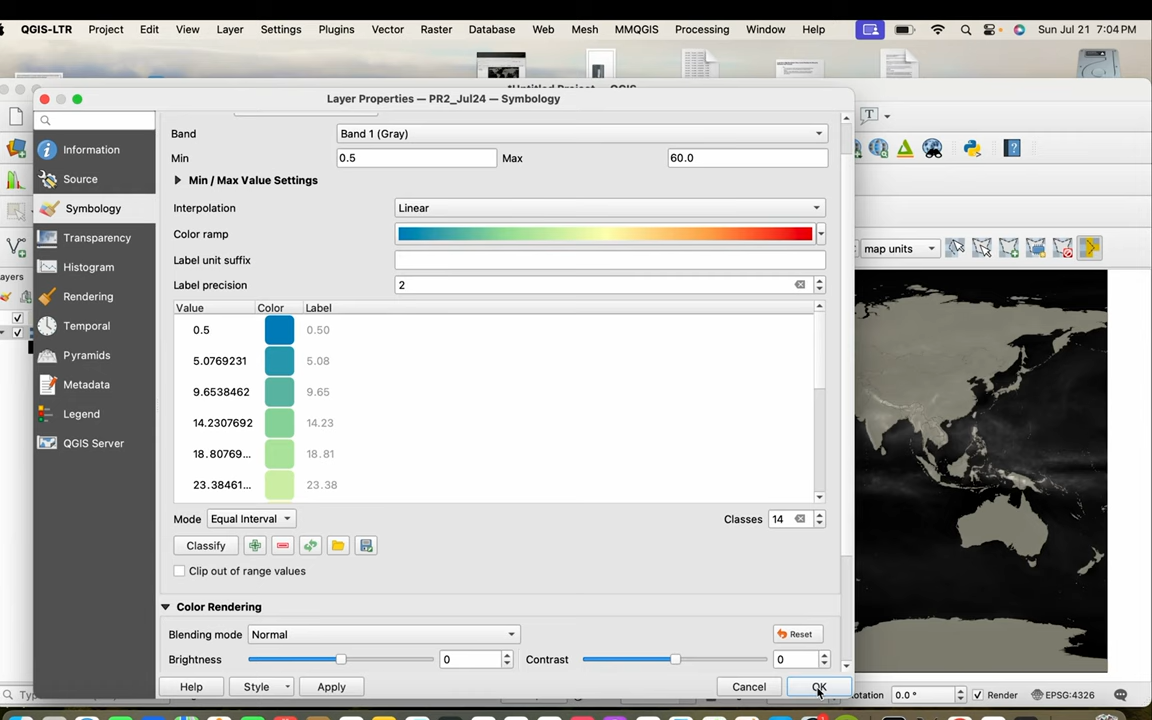 QGIS-LTR Project Edit View Layer Settings Plugins Vector Raster Database Web Mesh MMQGIS Processing Window Help Sun Jul 21 7:04 PM
Layer Properties — PR2_Jul24 — Symbology
Information
Source
Symbology
Transparency
Histogram
Rendering
Temporal
Pyramids
Metadata
Legend
QGIS Server
Band Band 1 (Gray)
Min 0.5 Max 60.0
Min / Max Value Settings
Interpolation Linear
Color ramp
Label unit suffix
Label precision 2
Value Color Label
0.5 0.50
5.0769231 5.08
9.6538462 9.65
14.2307692 14.23
18.80769... 18.81
23.38461... 23.38
Mode Equal Interval Classes 14
Classify
Clip out of range values
Color Rendering
Blending mode Normal Reset
Brightness 0 Contrast 0
Help Style Apply Cancel OK
map units
ayers
otation 0.0 ° Render EPSG:4326